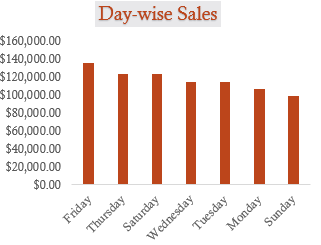 Day-wise Sales
$160,000.00
$140,000.00
$120,000.00
$100,000.00
$80,000.00
$60,000.00
$40,000.00
$20,000.00
$0.00
Friday
Thursday
Saturday
Wednesday
Tuesday
Monday
Sunday